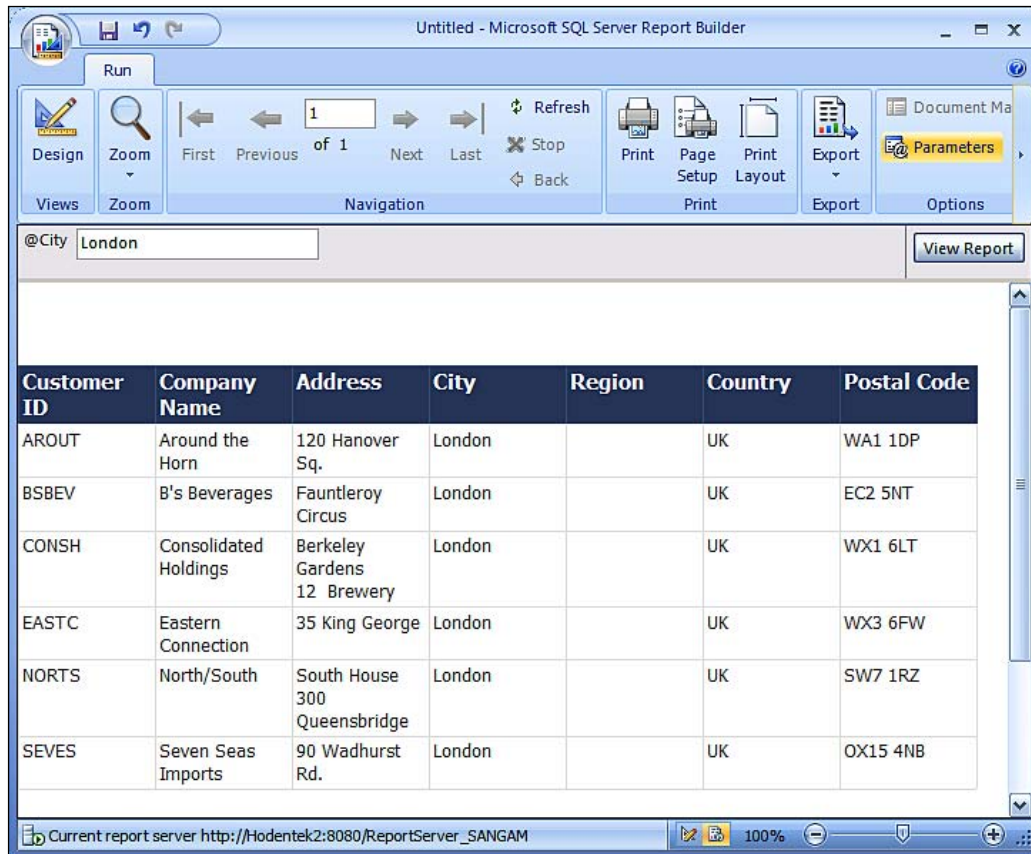 Untitled - Microsoft SQL Server Report Builder
Run
Design
Zoom
First
Previous
1
of 1
Next
Last
Refresh
Stop
Back
Print
Page
Setup
Print
Layout
Export
Document Ma
Parameters
Views
Zoom
Navigation
Print
Export
Options
@City London
View Report
Customer ID Company Name Address City Region Country Postal Code
AROUT Around the Horn 120 Hanover Sq. London UK WA1 1DP
BSBEV B's Beverages Fauntleroy Circus London UK EC2 5NT
CONSH Consolidated Holdings Berkeley Gardens 12 Brewery London UK WX1 6LT
EASTC Eastern Connection 35 King George London UK WX3 6FW
NORTS North/South South House 300 Queensbridge London UK SW7 1RZ
SEVES Seven Seas Imports 90 Wadhurst Rd. London UK OX15 4NB
Current report server http://Hodentek2:8080/ReportServer_SANGAM
100%